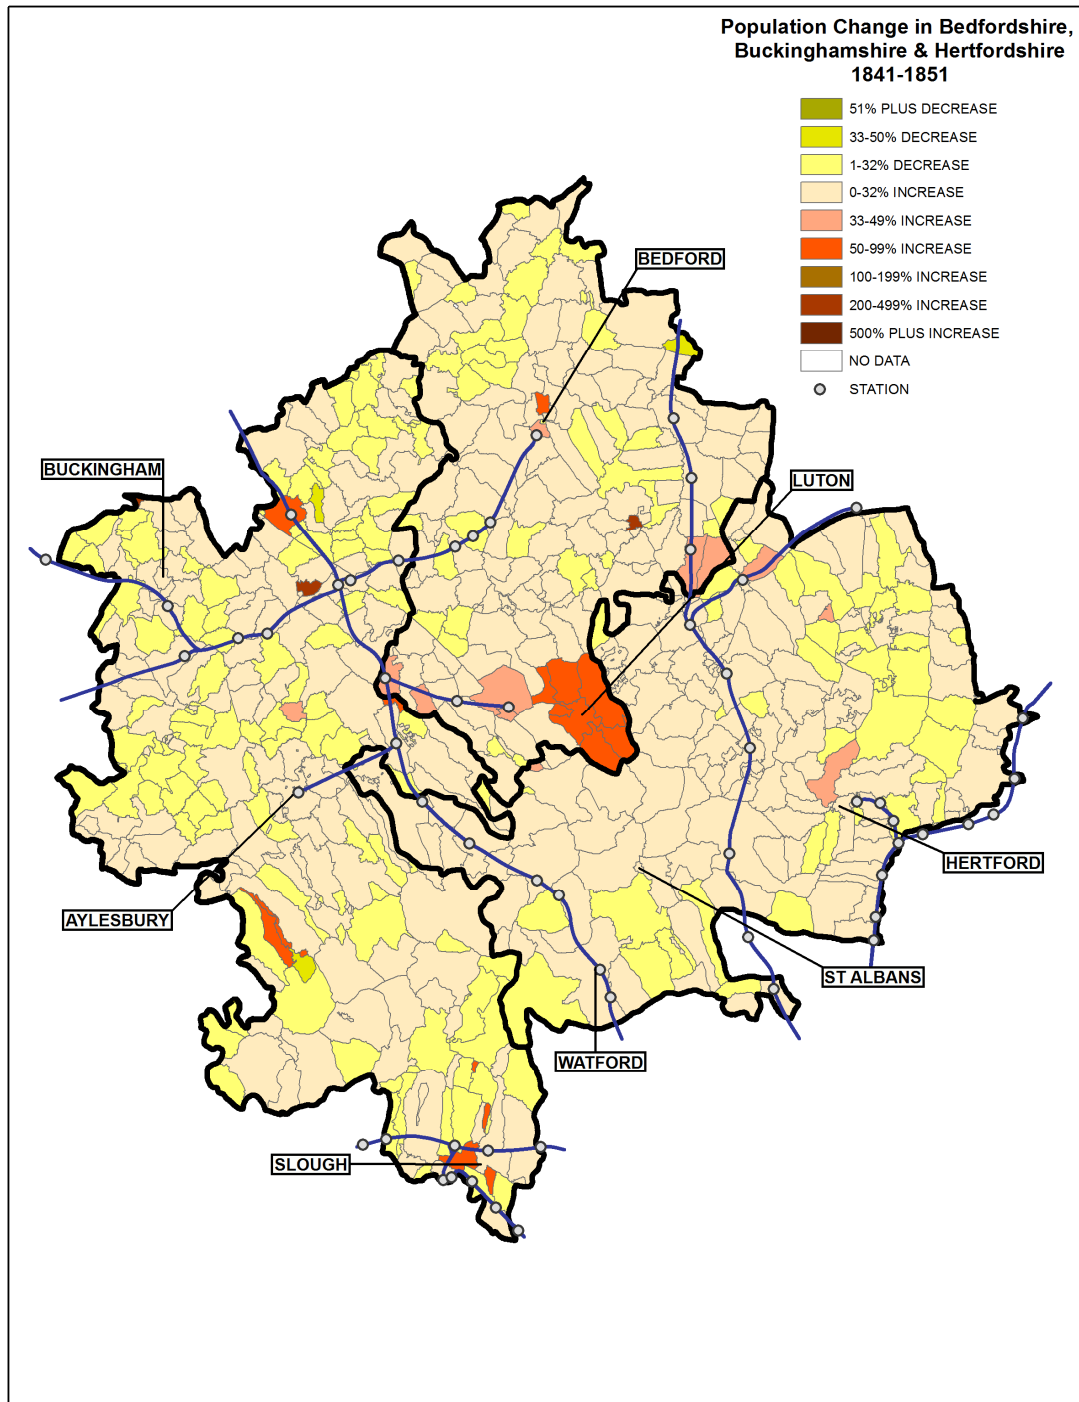 Population Change in Bedfordshire,
Buckinghamshire & Hertfordshire
1841-1851
51% PLUS DECREASE
33-50% DECREASE
1-32% DECREASE
0-32% INCREASE
33-49% INCREASE
50-99% INCREASE
100-199% INCREASE
200-499% INCREASE
500% PLUS INCREASE
NO DATA
STATION
BEDFORD
BUCKINGHAM
LUTON
HERTFORD
AYLESBURY
ST ALBANS
WATFORD
SLOUGH